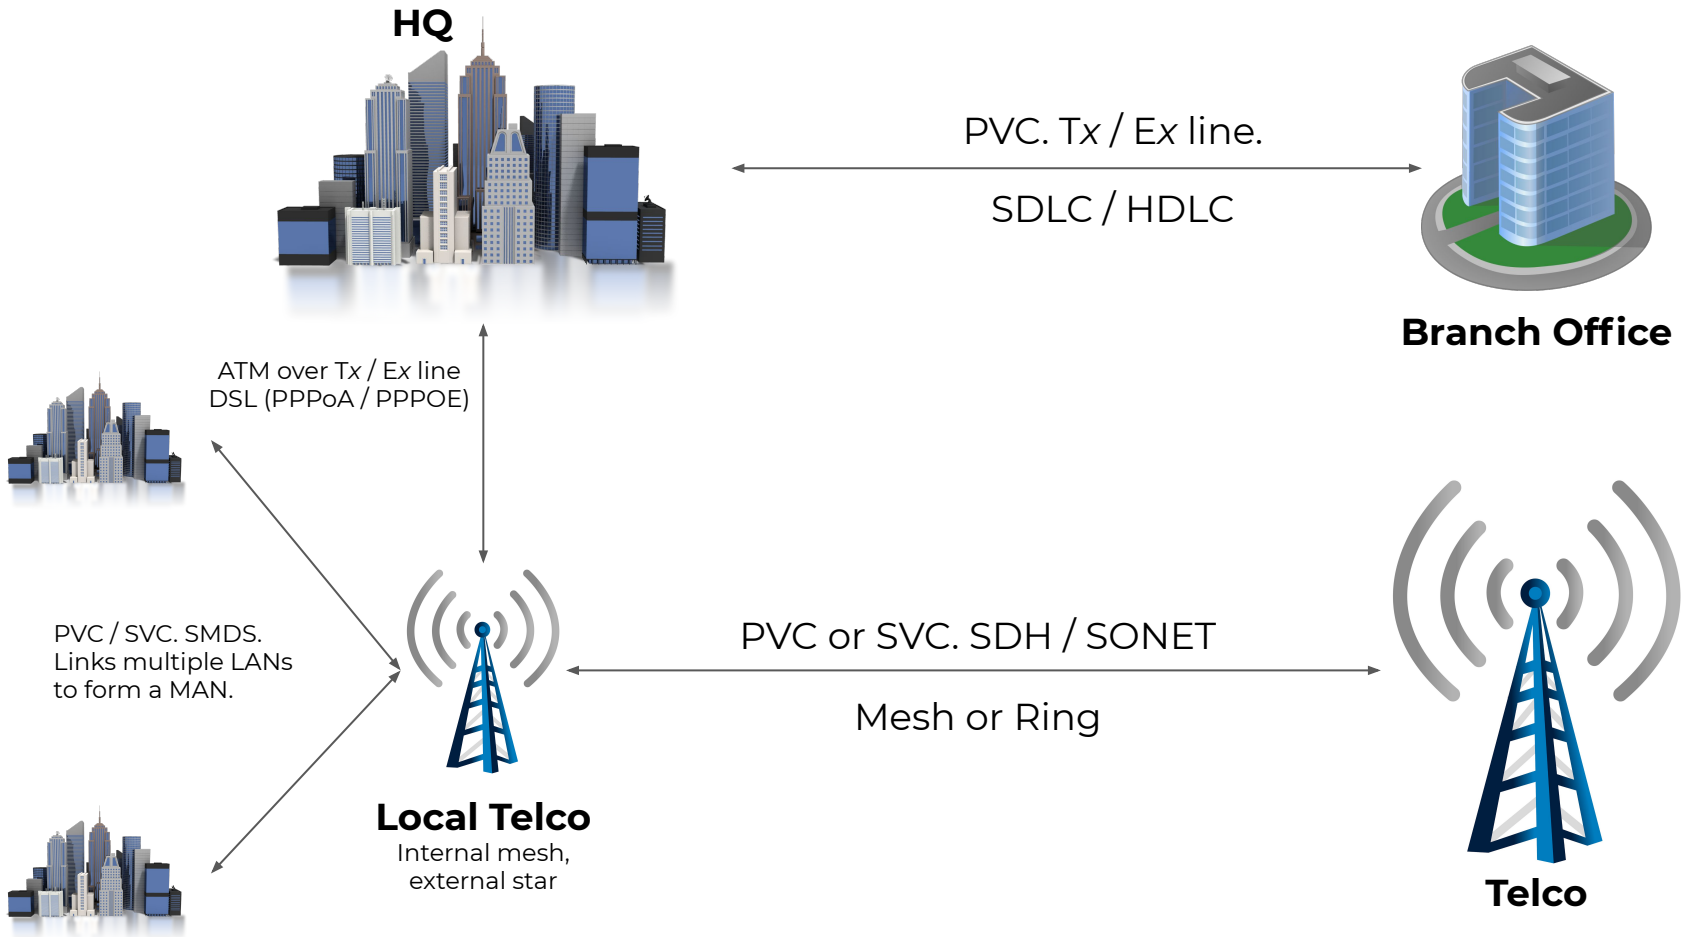 HQ
PVC. Tx / Ex line.
SDLC / HDLC
Branch Office
ATM over Tx / Ex line
DSL (PPPoA / PPPOE)
PVC / SVC. SMDS.
Links multiple LANs
to form a MAN.
PVC or SVC. SDH / SONET
Mesh or Ring
Local Telco
Internal mesh,
external star
Telco